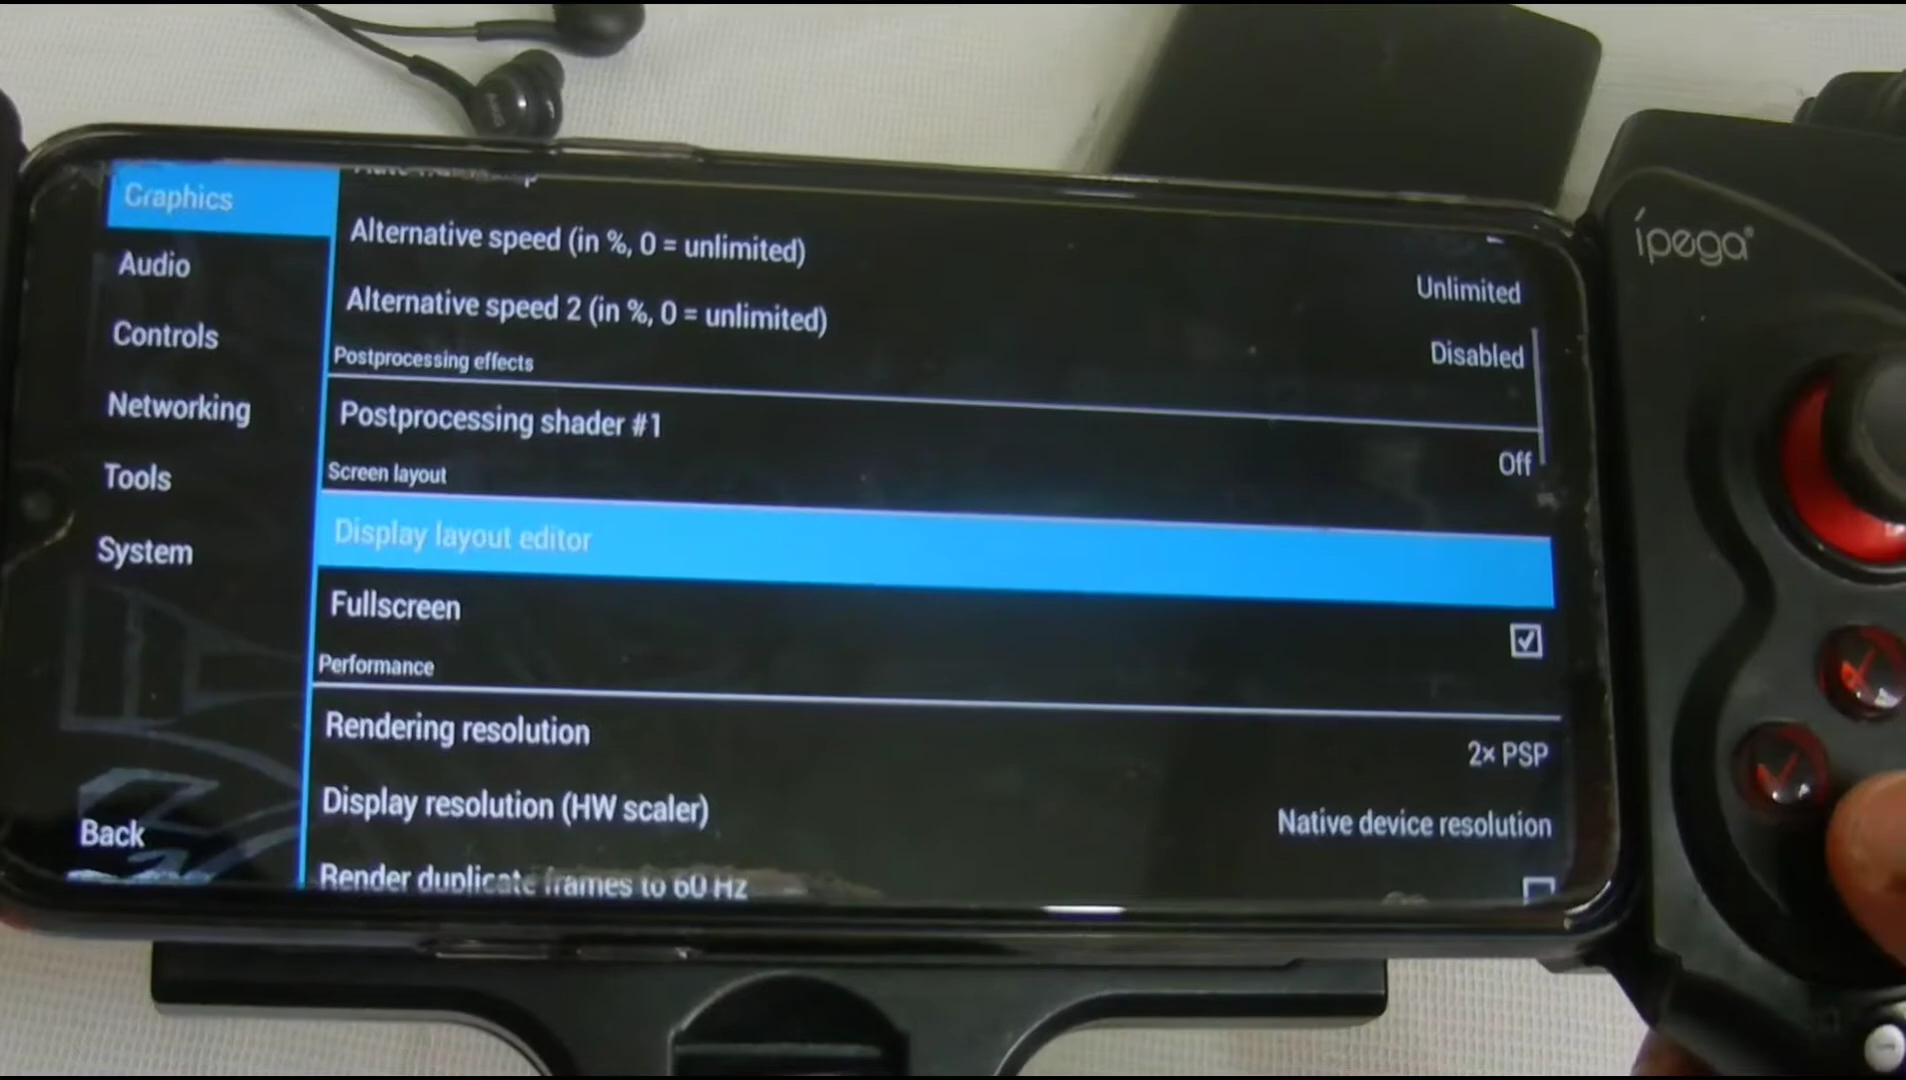 Graphics
Audio
Controls
Networking
Tools
System
Back
Alternative speed (in %, 0 = unlimited)
Unlimited
Alternative speed 2 (in %, 0 = unlimited)
Disabled
Postprocessing effects
Postprocessing shader #1
Off
Screen layout
Display layout editor
Fullscreen
Performance
Rendering resolution
2× PSP
Display resolution (HW scaler)
Native device resolution
Render duplicate frames to 60 Hz
ípega®